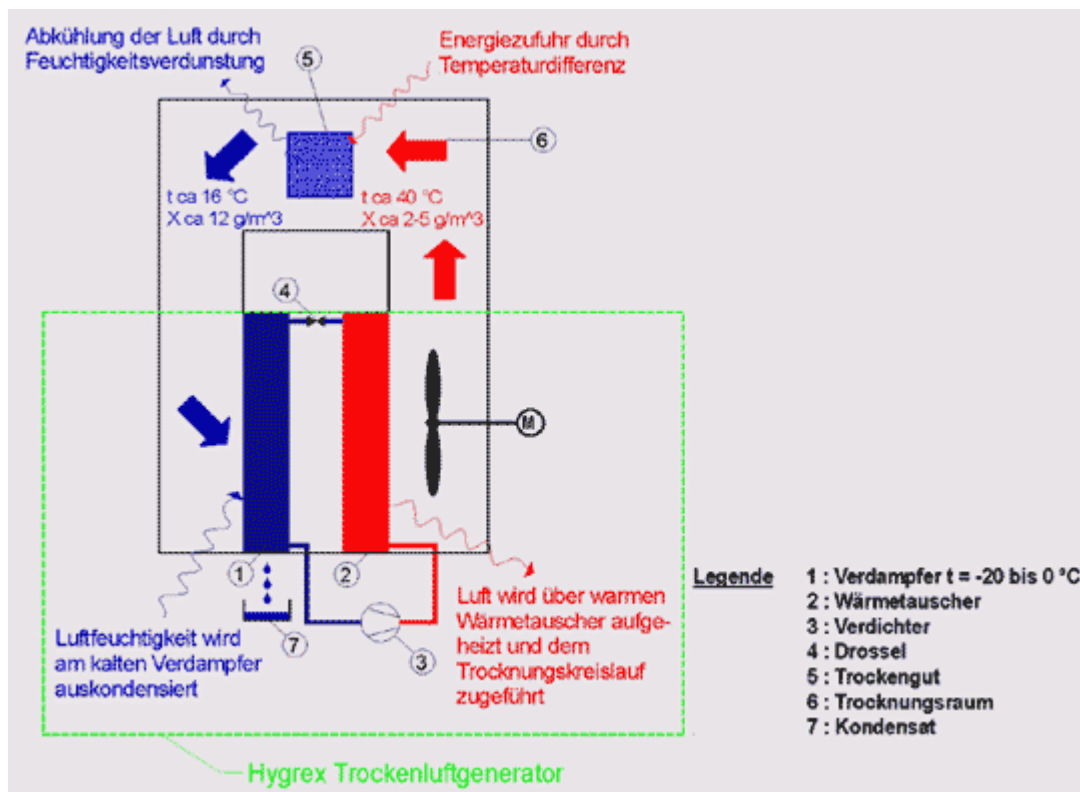 Abkühlung der Luft durch
Feuchtigkeitsverdunstung
Energiezufuhr durch
Temperaturdifferenz
5
6
t ca 16 °C
X ca 12 g/m^3
t ca 40 °C
X ca 2-5 g/m^3
4
M
1
2
3
7
Luftfeuchtigkeit wird
am kalten Verdampfer
auskondensiert
Luft wird über warmen
Wärmetauscher aufge-
heizt und dem
Trocknungskreislauf
zugeführt
Legende
1 : Verdampfer t = -20 bis 0 °C
2 : Wärmetauscher
3 : Verdichter
4 : Drossel
5 : Trockengut
6 : Trocknungsraum
7 : Kondensat
Hygrex Trockenluftgenerator